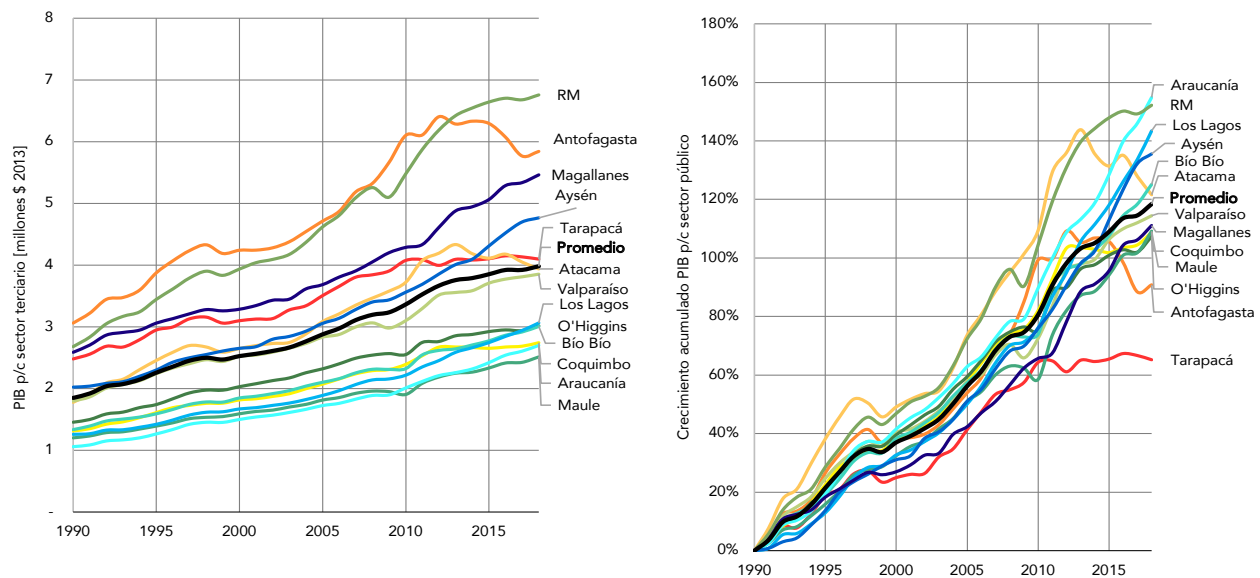 PIB p/c sector terciario [millones $ 2013]
8
7
6
5
4
3
2
1
-
1990
1995
2000
2005
2010
2015
RM
Antofagasta
Magallanes
Aysén
Tarapacá
Promedio
Atacama
Valparaíso
Los Lagos
O'Higgins
Bío Bío
Coquimbo
Araucanía
Maule
Crecimiento acumulado PIB p/c sector público
180%
160%
140%
120%
100%
80%
60%
40%
20%
0%
1990
1995
2000
2005
2010
2015
Araucanía
RM
Los Lagos
Aysén
Bío Bío
Atacama
Promedio
Valparaíso
Magallanes
Coquimbo
Maule
O'Higgins
Antofagasta
Tarapacá